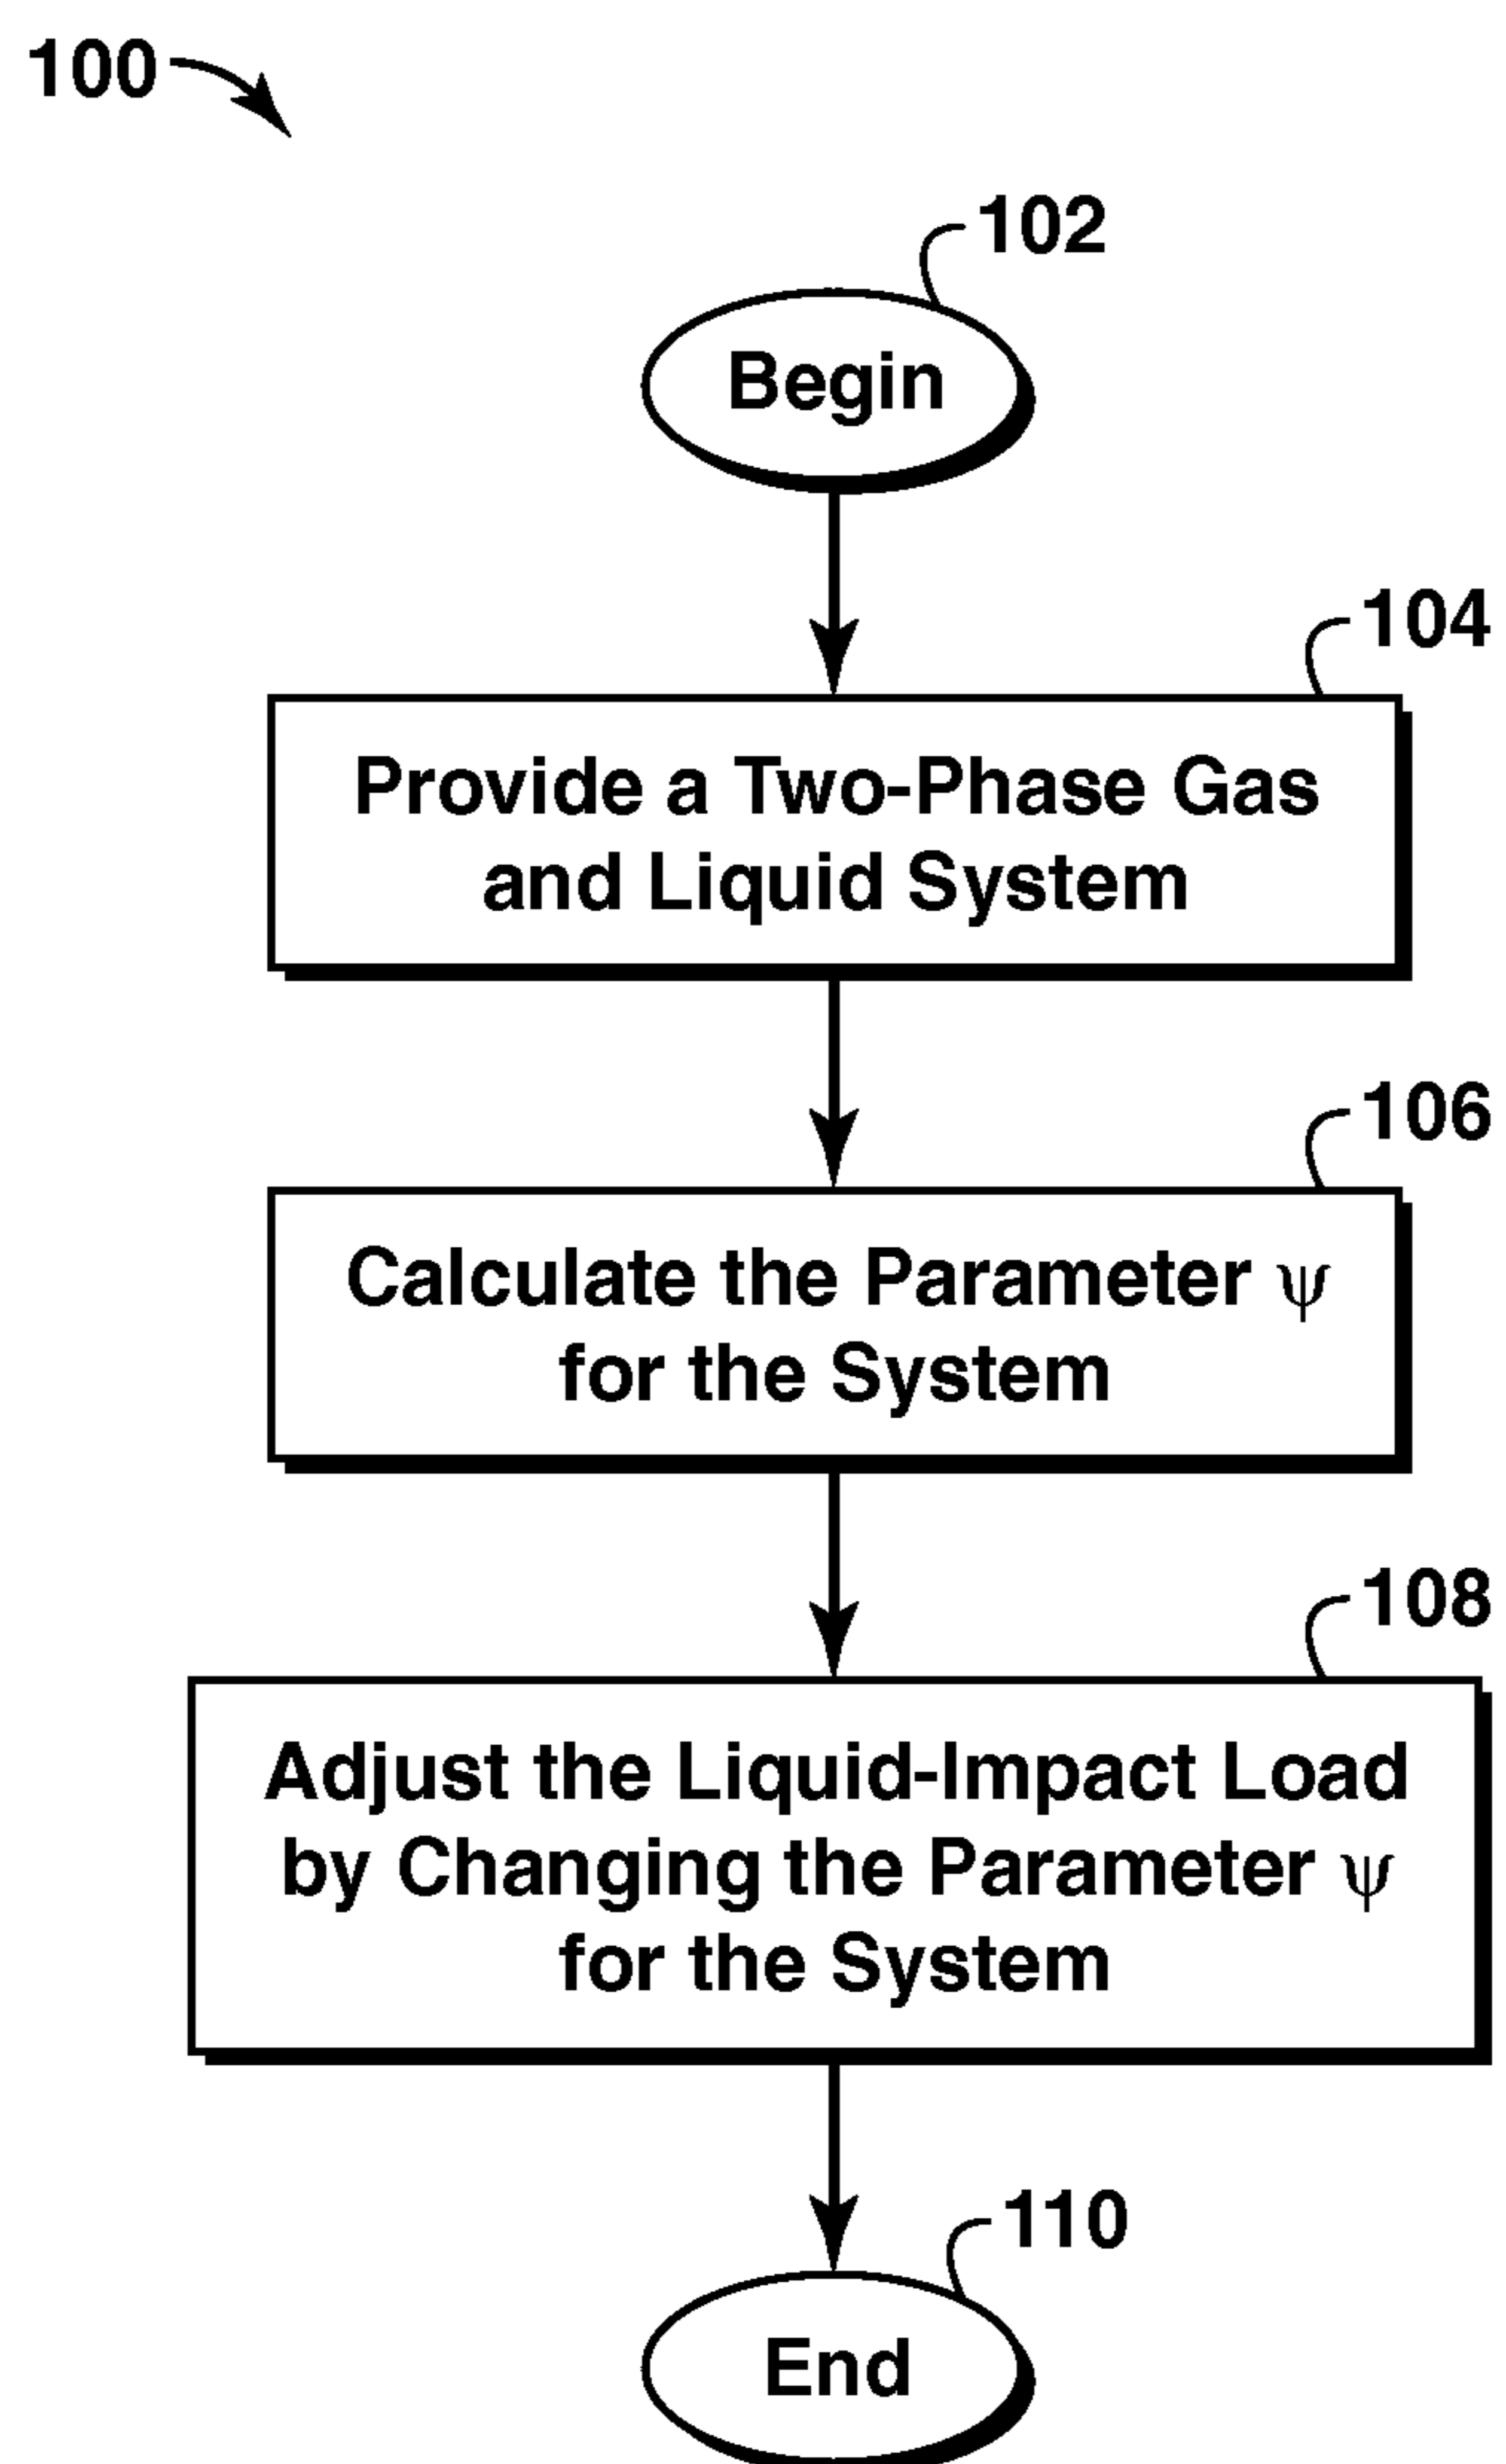 100
102
Begin
104
Provide a Two-Phase Gas
and Liquid System
106
Calculate the Parameter ψ
for the System
108
Adjust the Liquid-Impact Load
by Changing the Parameter ψ
for the System
110
End